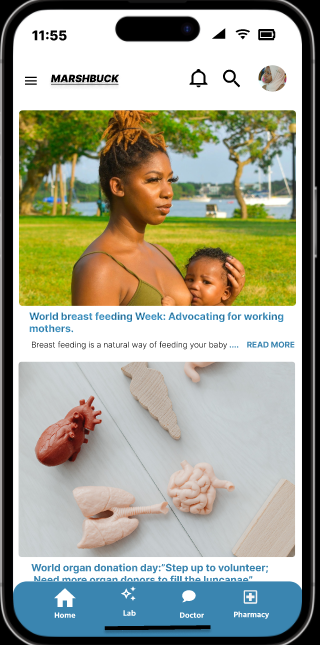 11:55
MARSHBUCK
World breast feeding Week: Advocating for working
mothers.
Breast feeding is a natural way of feeding your baby .... READ MORE
World organ donation day:"Step up to volunteer;
Need more organ donors to fill the luncanae"
Home
Lab
Doctor
Pharmacy